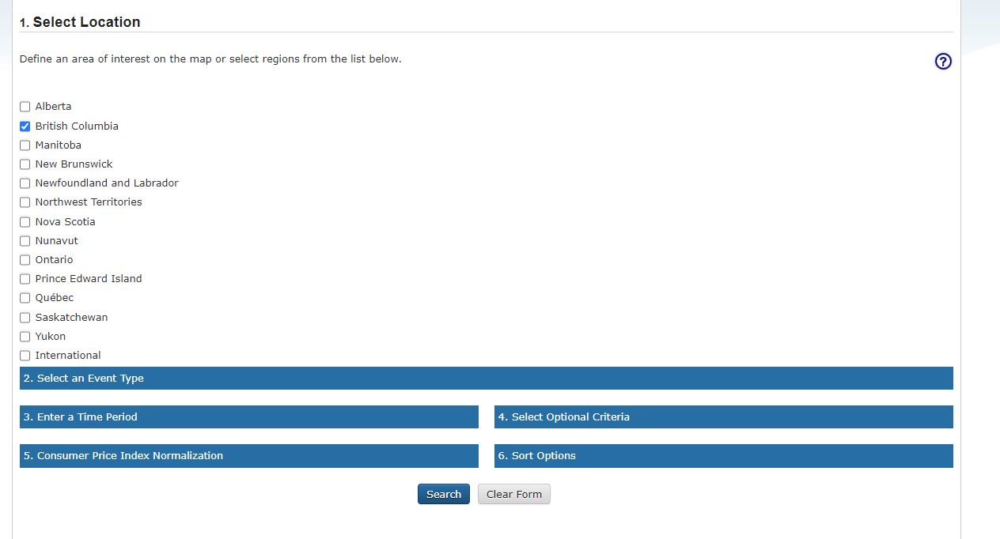 1. Select Location
Define an area of interest on the map or select regions from the list below.
?
Alberta
British Columbia
Manitoba
New Brunswick
Newfoundland and Labrador
Northwest Territories
Nova Scotia
Nunavut
Ontario
Prince Edward Island
Québec
Saskatchewan
Yukon
International
2. Select an Event Type
3. Enter a Time Period
4. Select Optional Criteria
5. Consumer Price Index Normalization
6. Sort Options
Search
Clear Form